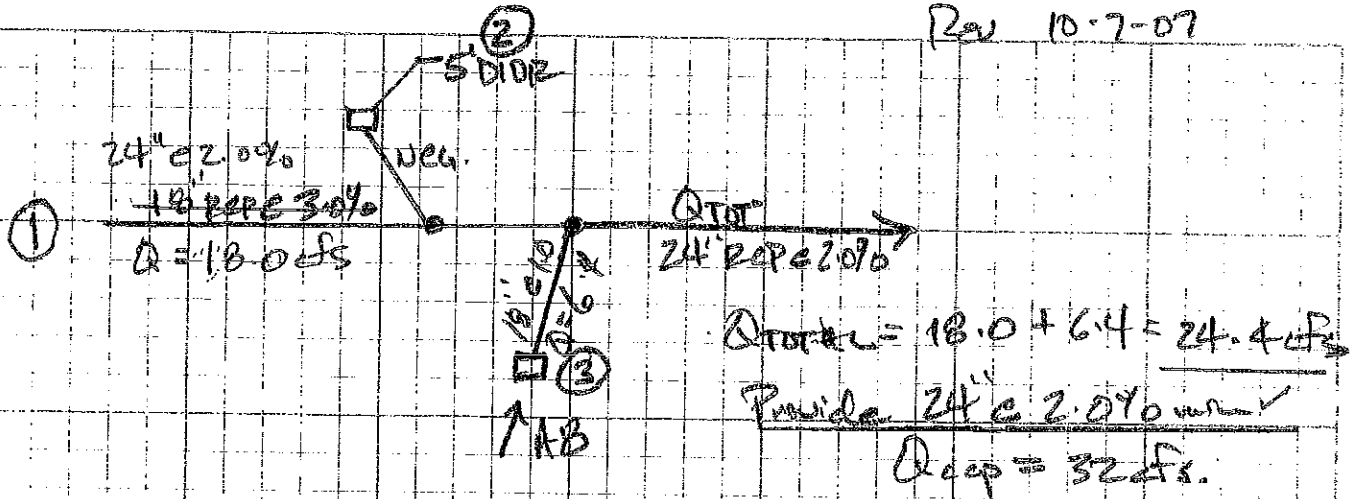 Rev 10-7-07
②
5' DIDR
24" @ 2.0%
Neg.
18" RCP @ 3.0%
①
Q = 18.0 cfs
QTOT
24" RCP @ 2.0%
18"
③
AB
QTOTAL = 18.0 + 6.4 = 24.4 cfs
Provide 24" @ 2.0% ✓
Qcap = 32 cfs.